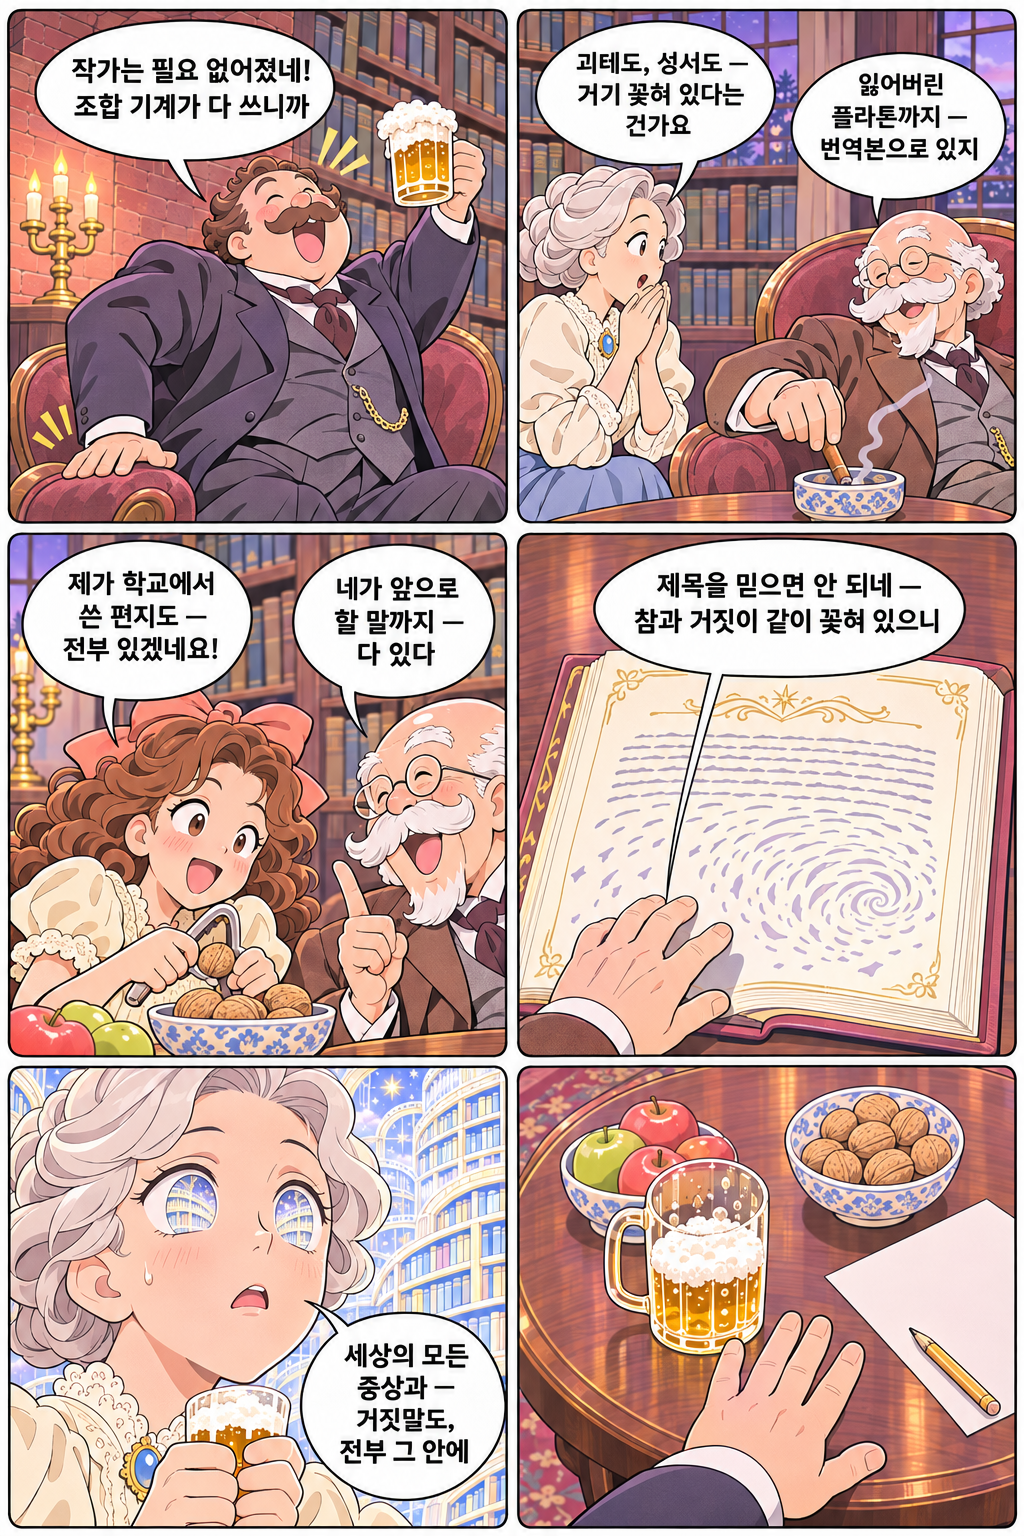 작가는 필요 없어졌네!
조합 기계가 다 쓰니까
괴테도, 성서도 —
거기 꽂혀 있다는
건가요
잃어버린
플라톤까지 —
번역본으로 있지
제가 학교에서
쓴 편지도 —
전부 있겠네요!
네가 앞으로
할 말까지 —
다 있다
제목을 믿으면 안 되네 —
참과 거짓이 같이 꽂혀 있으니
세상의 모든
중상과 —
거짓말도,
전부 그 안에